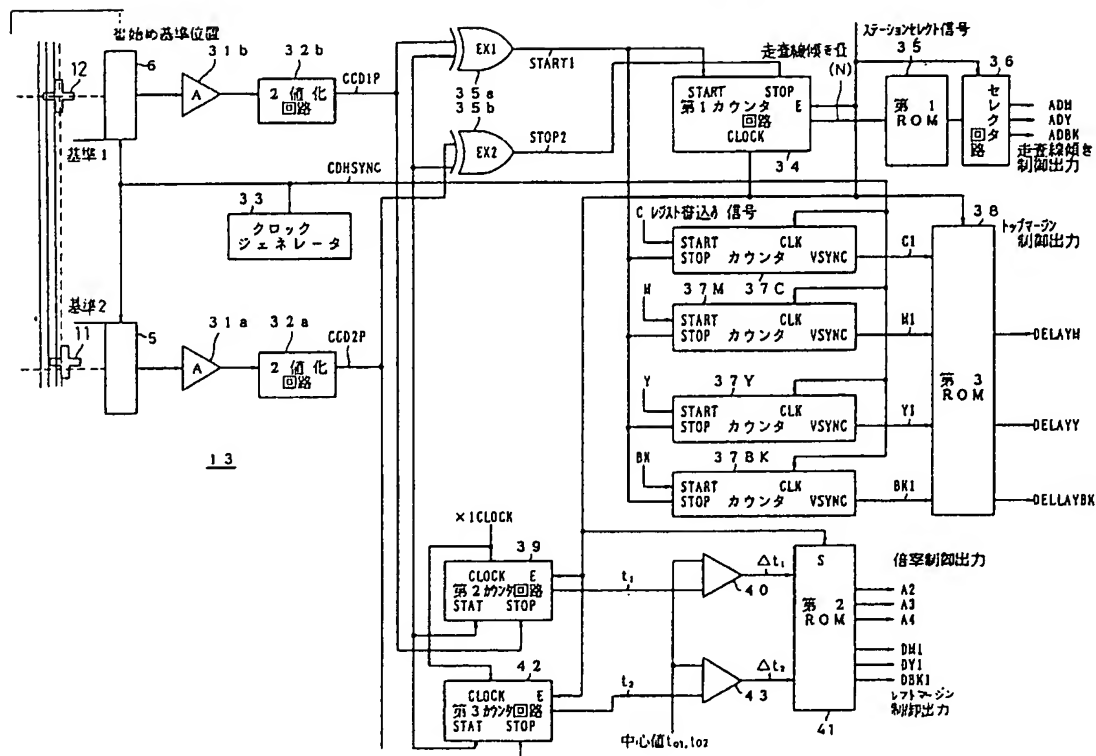 初始め基準位置
12
6
31b
A
32b
2値化
回路
CCD1P
基準1
CDHSYNC
33
クロック
ジェネレータ
基準2
11
5
31a
A
32a
2値化
回路
CCD2P
13
EX1
START1
35a
35b
EX2
STOP2
走査線傾き位
(N)
START STOP
第1カウンタ E
回路
CLOCK
34
ステーションセレクト信号
35
第1
ROM
36
セレクタ回路
ADM
ADY
ADBK
走査線傾き
制御出力
C レジスト書込み信号
START CLK
STOP カウンタ VSYNC
37C
C1
M
37M
START CLK
STOP カウンタ VSYNC
M1
Y
37Y
START CLK
STOP カウンタ VSYNC
Y1
BK
37BK
START CLK
STOP カウンタ VSYNC
BK1
38
トップマージン
制御出力
第3
ROM
DELAYM
DELAYY
DELLAYBK
×1CLOCK
39
CLOCK E
第2カウンタ回路
STAT STOP
t₁
40
Δt₁
42
CLOCK E
第3カウンタ回路
STAT STOP
t₂
43
Δt₂
中心値t₀₁,t₀₂
S
第2
ROM
41
倍率制御出力
A2
A3
A4
DM1
DY1
DBK1
レフトマージン
制御出力